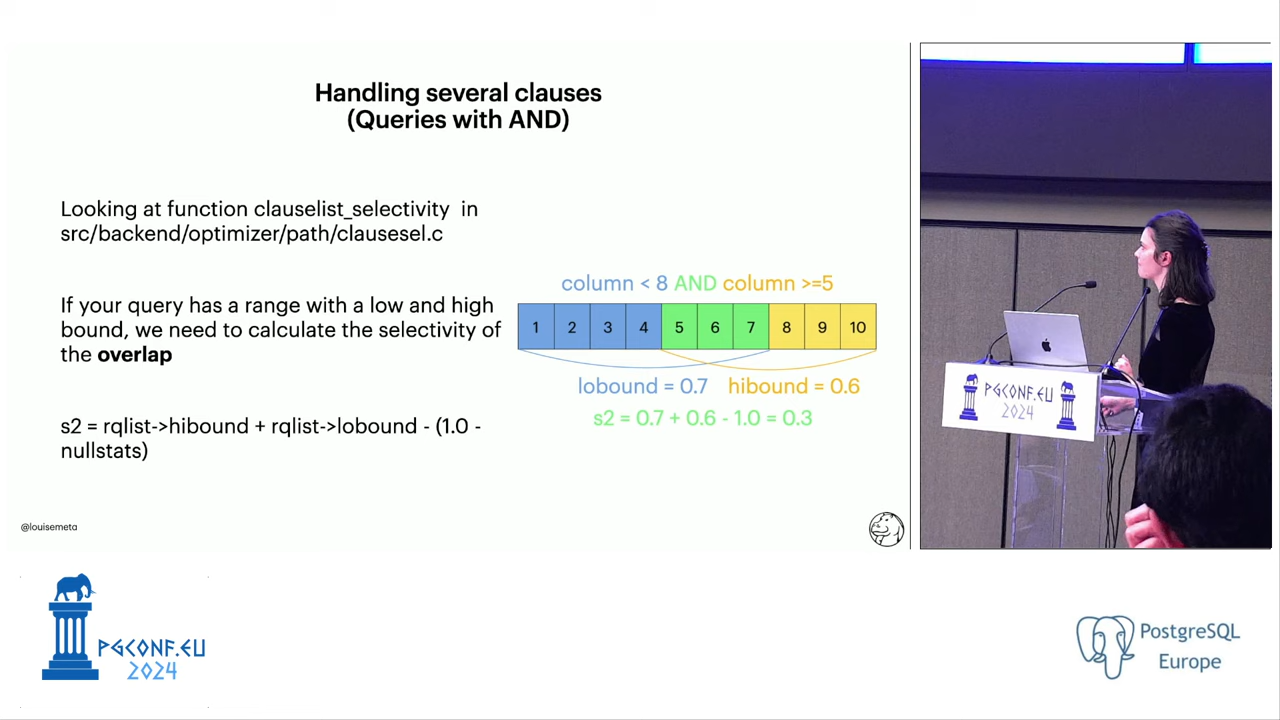 Handling several clauses
(Queries with AND)
Looking at function clauselist_selectivity in
src/backend/optimizer/path/clausesel.c
If your query has a range with a low and high
bound, we need to calculate the selectivity of
the overlap
s2 = rqlist->hibound + rqlist->lobound - (1.0 -
nullstats)
column < 8 AND column >=5
1 2 3 4 5 6 7 8 9 10
lobound = 0.7 hibound = 0.6
s2 = 0.7 + 0.6 - 1.0 = 0.3
@louisemeta
PGCONF.EU
2024
PGCONF.EU
2024
PostgreSQL
Europe